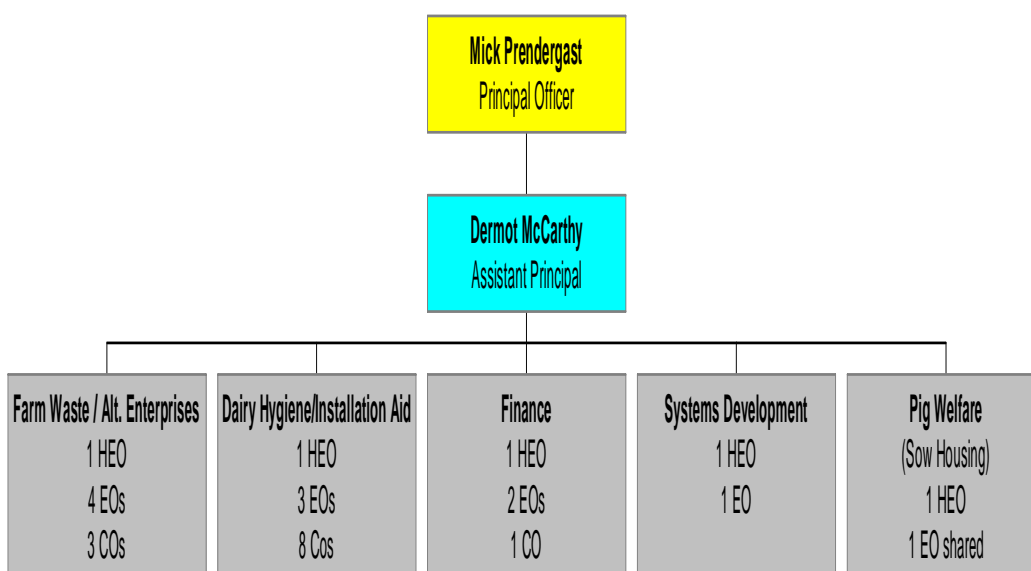 Mick Prendergast
Principal Officer
Dermot McCarthy
Assistant Principal
Farm Waste / Alt. Enterprises
1 HEO
4 EOs
3 COs
Dairy Hygiene/Installation Aid
1 HEO
3 EOs
8 Cos
Finance
1 HEO
2 EOs
1 CO
Systems Development
1 HEO
1 EO
Pig Welfare
(Sow Housing)
1 HEO
1 EO shared